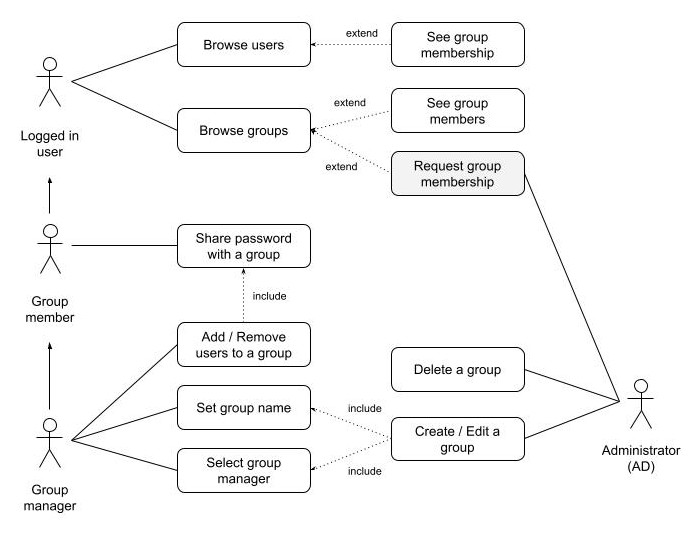 Browse users
extend
See group
membership
Logged in
user
Browse groups
extend
See group
members
extend
Request group
membership
Group
member
Share password
with a group
include
Add / Remove
users to a group
Delete a group
Set group name
include
Create / Edit a
group
Administrator
(AD)
Group
manager
Select group
manager
include